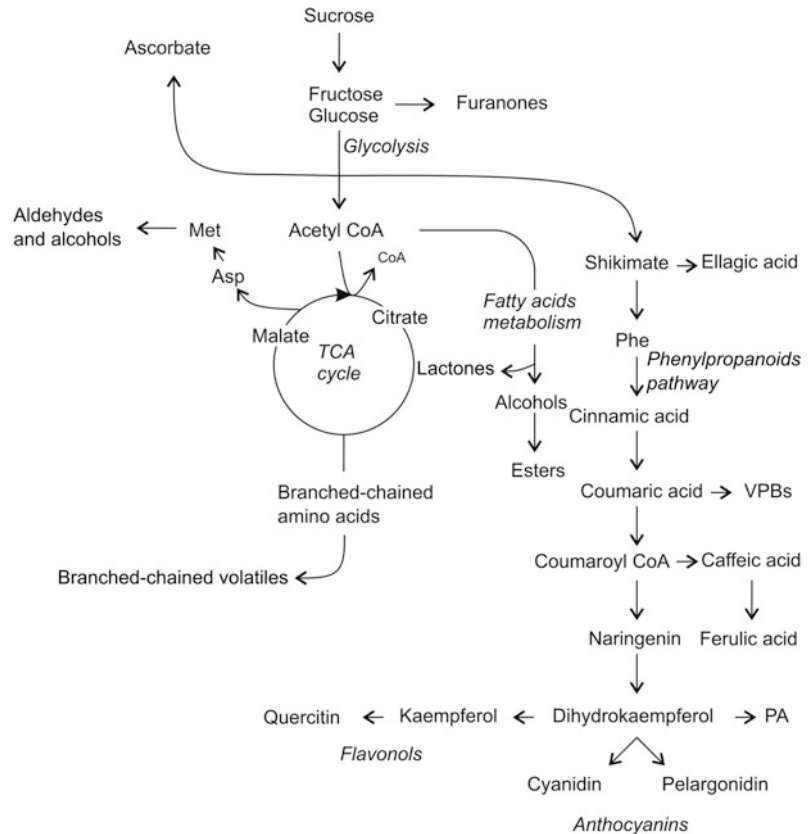 Sucrose
Ascorbate
Fructose
Glucose
Furanones
Glycolysis
Aldehydes
and alcohols
Met
Acetyl CoA
CoA
Asp
Shikimate
Ellagic acid
Fatty acids
metabolism
Citrate
Malate
TCA
cycle
Phe
Phenylpropanoids
pathway
Lactones
Alcohols
Cinnamic acid
Esters
Branched-chained
amino acids
Coumaric acid
VPBs
Branched-chained volatiles
Coumaroyl CoA
Caffeic acid
Naringenin
Ferulic acid
Quercitin
Kaempferol
Dihydrokaempferol
PA
Flavonols
Cyanidin
Pelargonidin
Anthocyanins